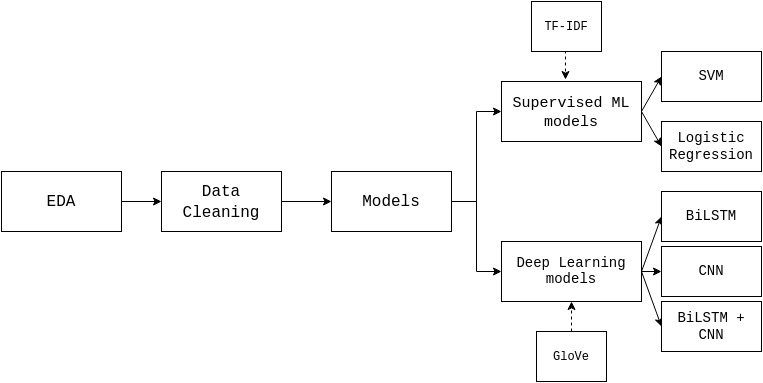 TF-IDF
SVM
Supervised ML
models
Logistic
Regression
EDA
Data
Cleaning
Models
BiLSTM
Deep Learning
models
CNN
BiLSTM +
CNN
GloVe